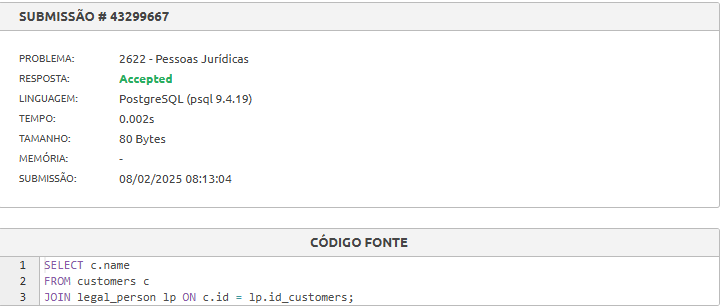 SUBMISSÃO # 43299667
PROBLEMA: 2622 - Pessoas Jurídicas
RESPOSTA: Accepted
LINGUAGEM: PostgreSQL (psql 9.4.19)
TEMPO: 0.002s
TAMANHO: 80 Bytes
MEMÓRIA: -
SUBMISSÃO: 08/02/2025 08:13:04
CÓDIGO FONTE
1 SELECT c.name
2 FROM customers c
3 JOIN legal_person lp ON c.id = lp.id_customers;